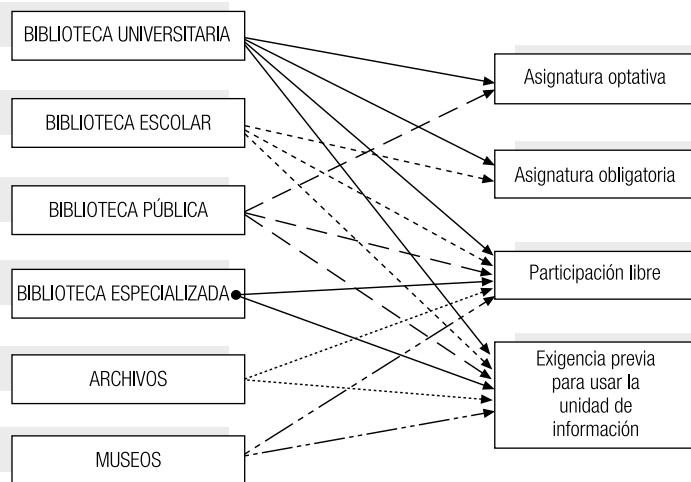 BIBLIOTECA UNIVERSITARIA
BIBLIOTECA ESCOLAR
BIBLIOTECA PÚBLICA
BIBLIOTECA ESPECIALIZADA
ARCHIVOS
MUSEOS
Asignatura optativa
Asignatura obligatoria
Participación libre
Exigencia previa
para usar la
unidad de
información